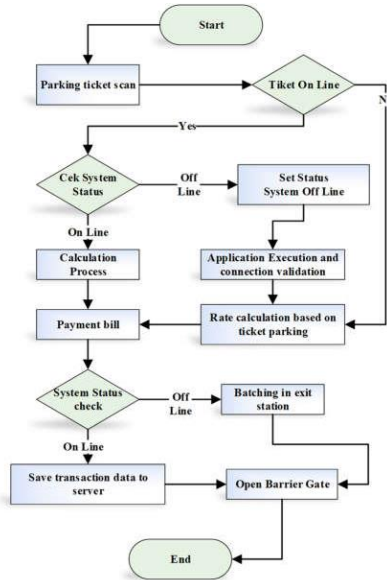 Start
Parking ticket scan
Tiket On Line
N
Yes
Cek System
Status
Off
Line
Set Status
System Off Line
On Line
Calculation
Process
Application Execution and
connection validation
Payment bill
Rate calculation based on
ticket parking
System Status
check
Off
Line
Batching in exit
station
On Line
Save transaction data to
server
Open Barrier Gate
End